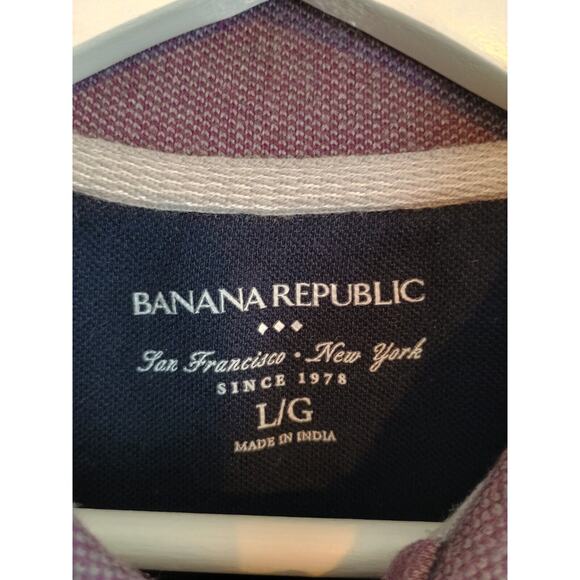 BANANA REPUBLIC
San Francisco • New York
SINCE 1978
L/G
MADE IN INDIA